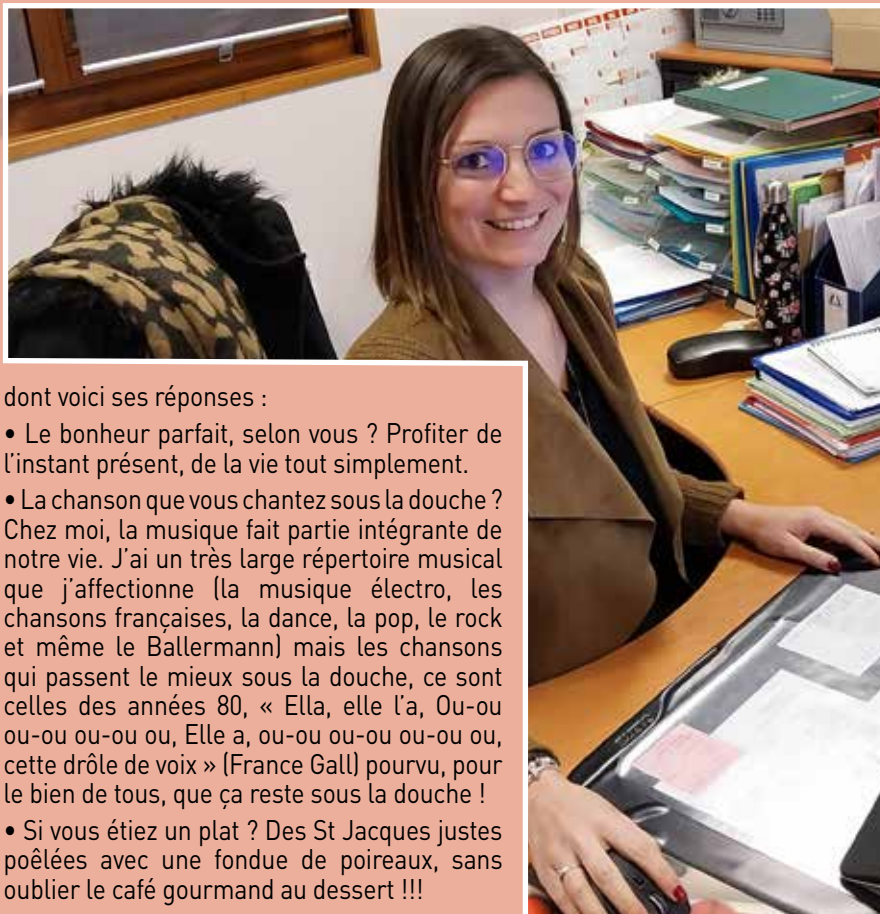 dont voici ses réponses :
• Le bonheur parfait, selon vous ? Profiter de
l'instant présent, de la vie tout simplement.
• La chanson que vous chantez sous la douche ?
Chez moi, la musique fait partie intégrante de
notre vie. J'ai un très large répertoire musical
que j'affectionne (la musique électro, les
chansons françaises, la dance, la pop, le rock
et même le Ballermann) mais les chansons
qui passent le mieux sous la douche, ce sont
celles des années 80, « Ella, elle l'a, Ou-ou
ou-ou ou-ou ou, Elle a, ou-ou ou-ou ou-ou ou,
cette drôle de voix » (France Gall) pourvu, pour
le bien de tous, que ça reste sous la douche !
• Si vous étiez un plat ? Des St Jacques justes
poêlées avec une fondue de poireaux, sans
oublier le café gourmand au dessert !!!